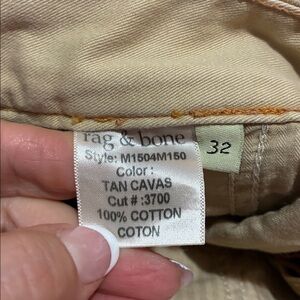 rag & bone
Style: M1504M150
Color :
TAN CAVAS
Cut # :3700
100% COTTON
COTON
32